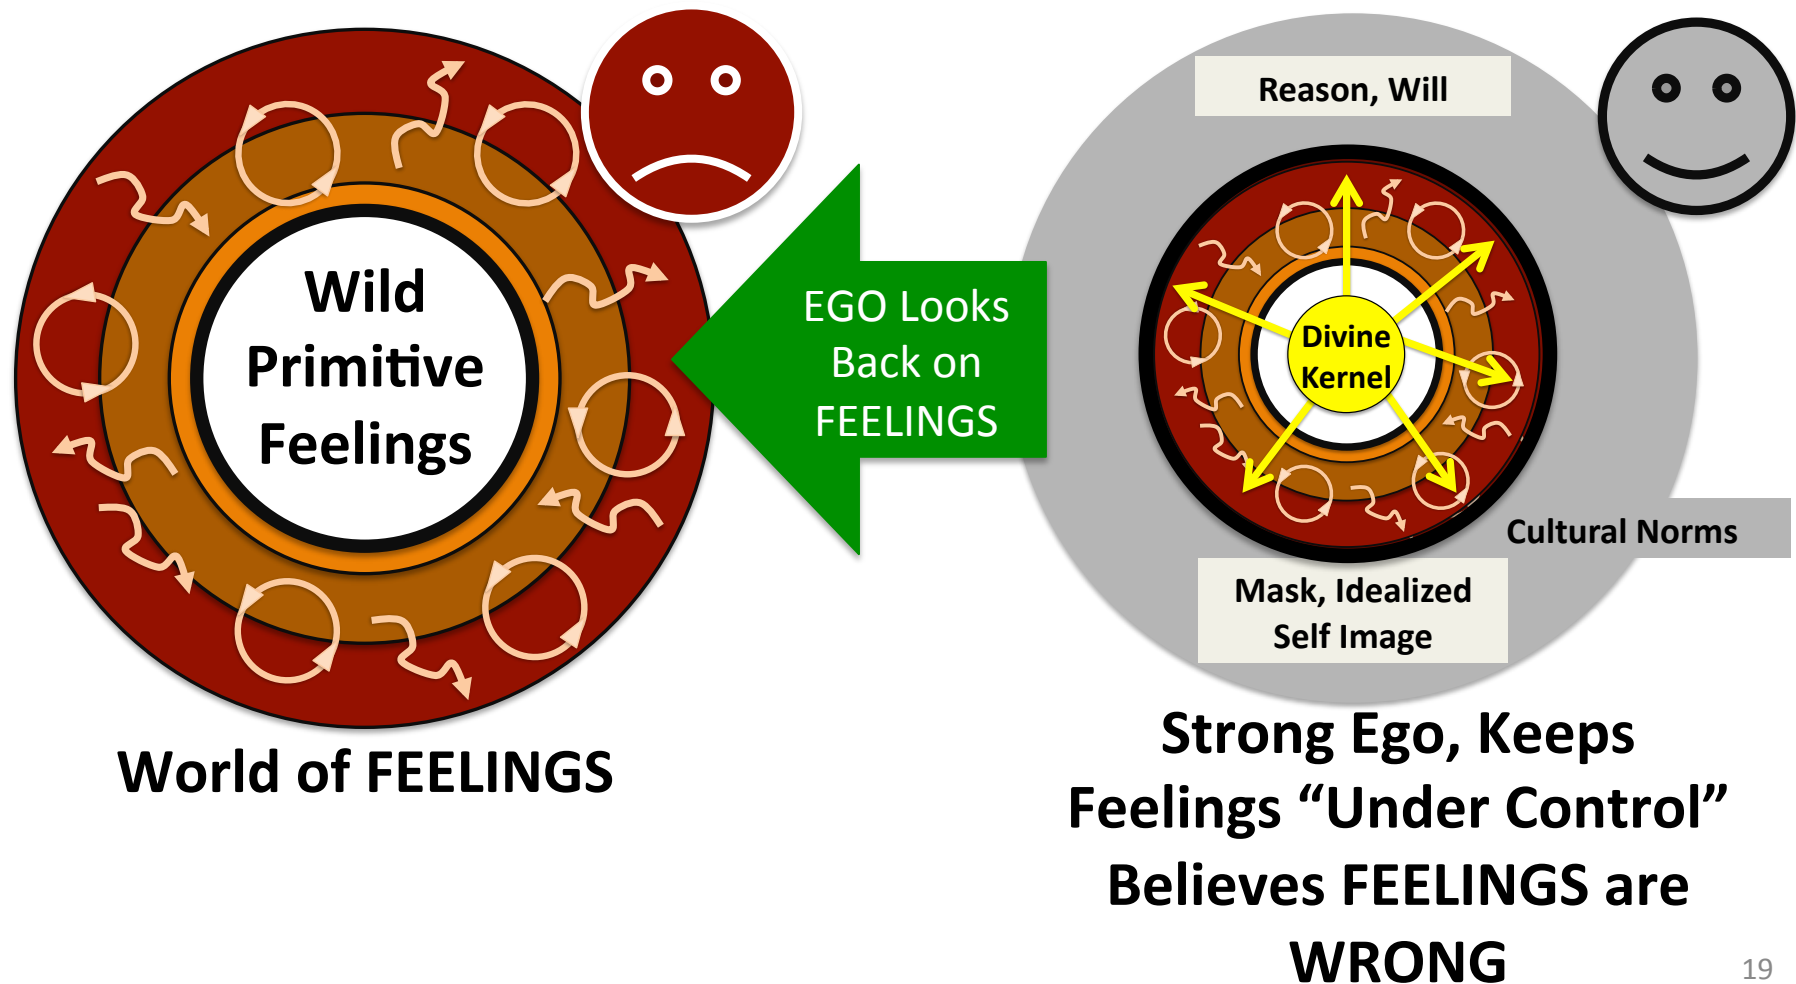 Wild
Primitive
Feelings
World of FEELINGS
EGO Looks
Back on
FEELINGS
Reason, Will
Divine
Kernel
Cultural Norms
Mask, Idealized
Self Image
Strong Ego, Keeps
Feelings “Under Control”
Believes FEELINGS are
WRONG
19